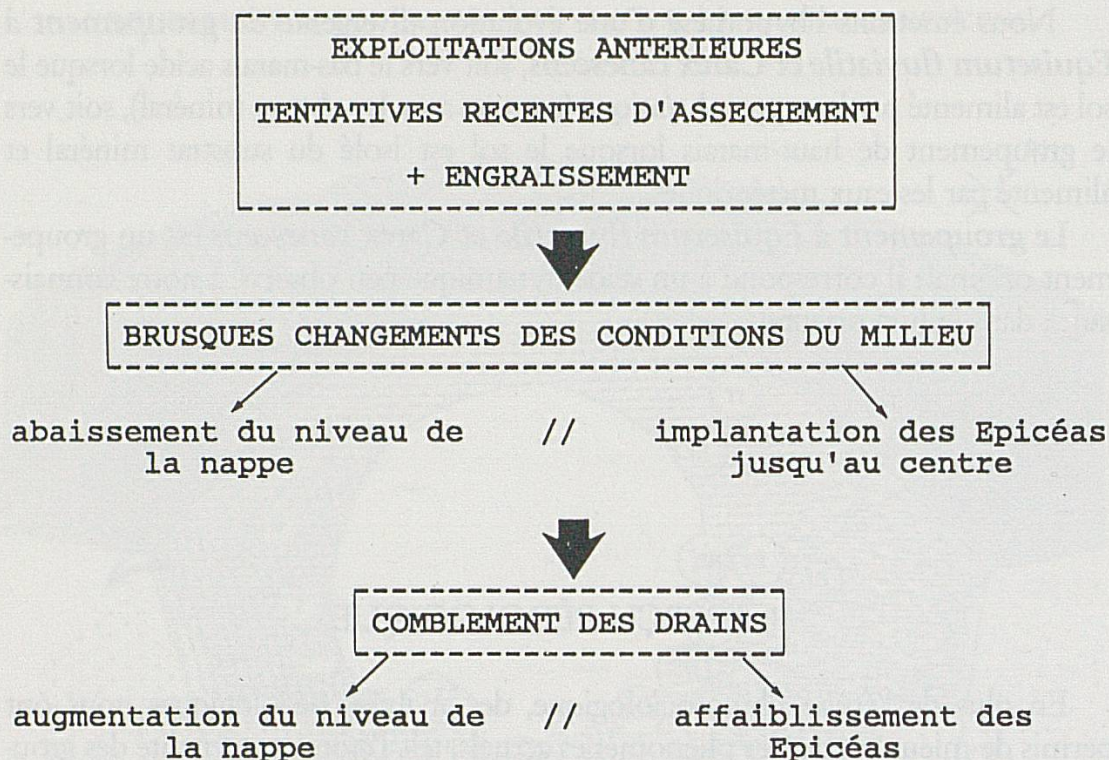 EXPLOITATIONS ANTERIEURES
TENTATIVES RECENTES D ASSECHEMENT
+ ENGRAISSEMENT
BRUSQUES CHANGEMENTS DES CONDITIONS DU MILIEU
abaissement du niveau de // implantation des Epicéas
la nappe jusqu'au centre
COMBLEMENT DES DRAINS
augmentation du niveau de // affaiblissement des
la nappe Epicéas